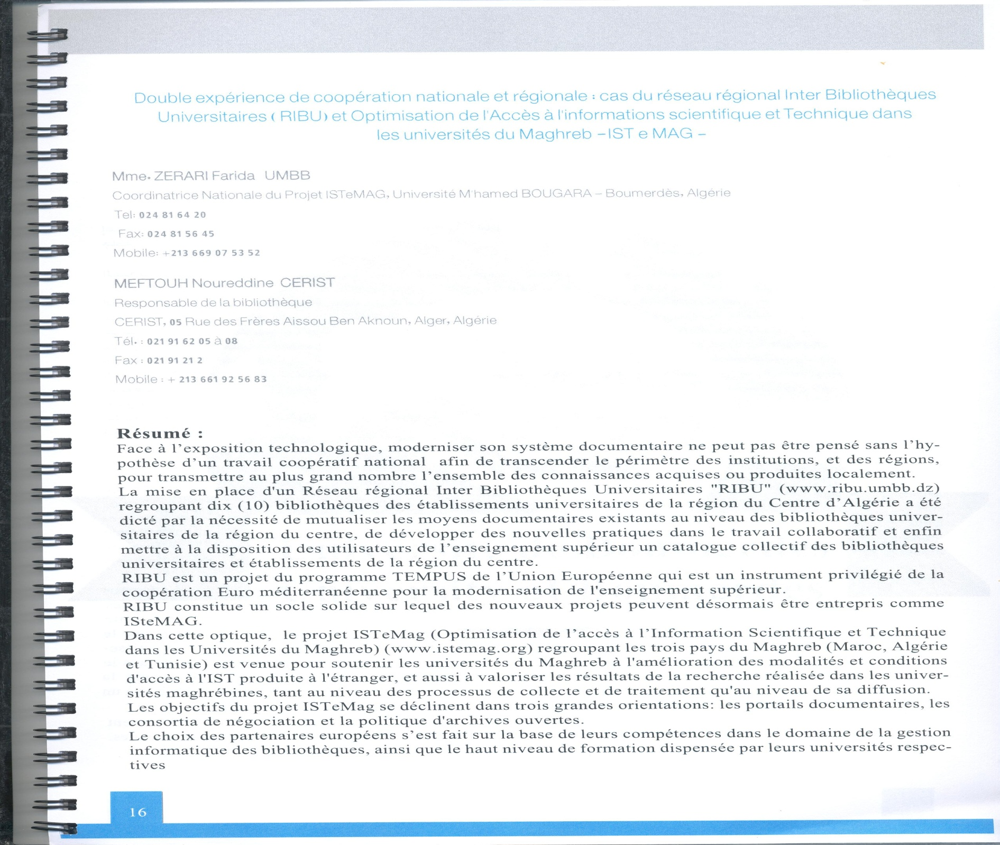 Double expérience de coopération nationale et régionale : cas du réseau régional Inter Bibliothèques
Universitaires ( RIBU) et Optimisation de l'Accès à l'informations scientifique et Technique dans
les universités du Maghreb –IST e MAG –
Mme. ZERARI Farida UMBB
Coordinatrice Nationale du Projet ISTeMAG, Université M'hamed BOUGARA – Boumerdès, Algérie
Tel: 024 81 64 20
Fax: 024 81 56 45
Mobile: +213 669 07 53 52
MEFTOUH Noureddine CERIST
Responsable de la bibliothèque
CERIST, 05 Rue des Frères Aissou Ben Aknoun, Alger, Algérie
Tél. : 021 91 62 05 à 08
Fax : 021 91 21 2
Mobile : + 213 661 92 56 83
Résumé :
Face à l’exposition technologique, moderniser son système documentaire ne peut pas être pensé sans l’hy-
pothèse d’un travail coopératif national afin de transcender le périmètre des institutions, et des régions,
pour transmettre au plus grand nombre l’ensemble des connaissances acquises ou produites localement.
La mise en place d'un Réseau régional Inter Bibliothèques Universitaires "RIBU" (www.ribu.umbb.dz)
regroupant dix (10) bibliothèques des établissements universitaires de la région du Centre d’Algérie a été
dicté par la nécessité de mutualiser les moyens documentaires existants au niveau des bibliothèques univer-
sitaires de la région du centre, de développer des nouvelles pratiques dans le travail collaboratif et enfin
mettre à la disposition des utilisateurs de l’enseignement supérieur un catalogue collectif des bibliothèques
universitaires et établissements de la région du centre.
RIBU est un projet du programme TEMPUS de l’Union Européenne qui est un instrument privilégié de la
coopération Euro méditerranéenne pour la modernisation de l'enseignement supérieur.
RIBU constitue un socle solide sur lequel des nouveaux projets peuvent désormais être entrepris comme
ISteMAG.
Dans cette optique, le projet ISTeMag (Optimisation de l’accès à l’Information Scientifique et Technique
dans les Universités du Maghreb) (www.istemag.org) regroupant les trois pays du Maghreb (Maroc, Algérie
et Tunisie) est venue pour soutenir les universités du Maghreb à l'amélioration des modalités et conditions
d'accès à l'IST produite à l'étranger, et aussi à valoriser les résultats de la recherche réalisée dans les univer-
sités maghrébines, tant au niveau des processus de collecte et de traitement qu'au niveau de sa diffusion.
Les objectifs du projet ISTeMag se déclinent dans trois grandes orientations: les portails documentaires, les
consortia de négociation et la politique d'archives ouvertes.
Le choix des partenaires européens s’est fait sur la base de leurs compétences dans le domaine de la gestion
informatique des bibliothèques, ainsi que le haut niveau de formation dispensée par leurs universités respec-
tives
16